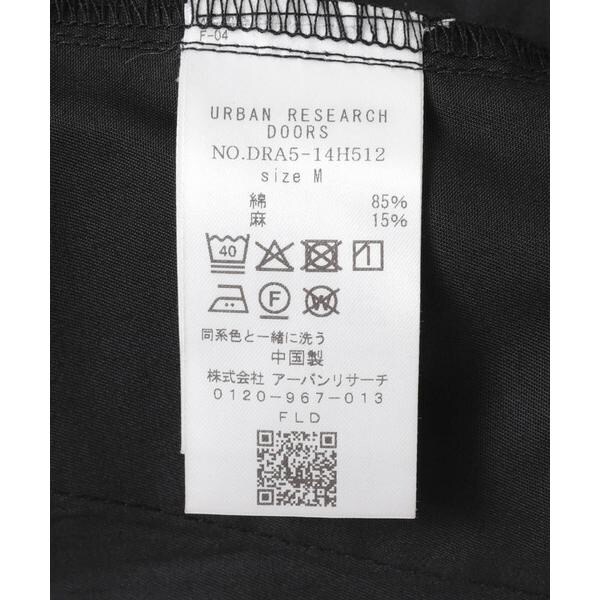 F-04
URBAN RESEARCH
DOORS
NO.DRA5-14H512
size M
綿 85%
麻 15%
40
F W
同系色と一緒に洗う
中国製
株式会社 アーバンリサーチ
0120-967-013
FLD